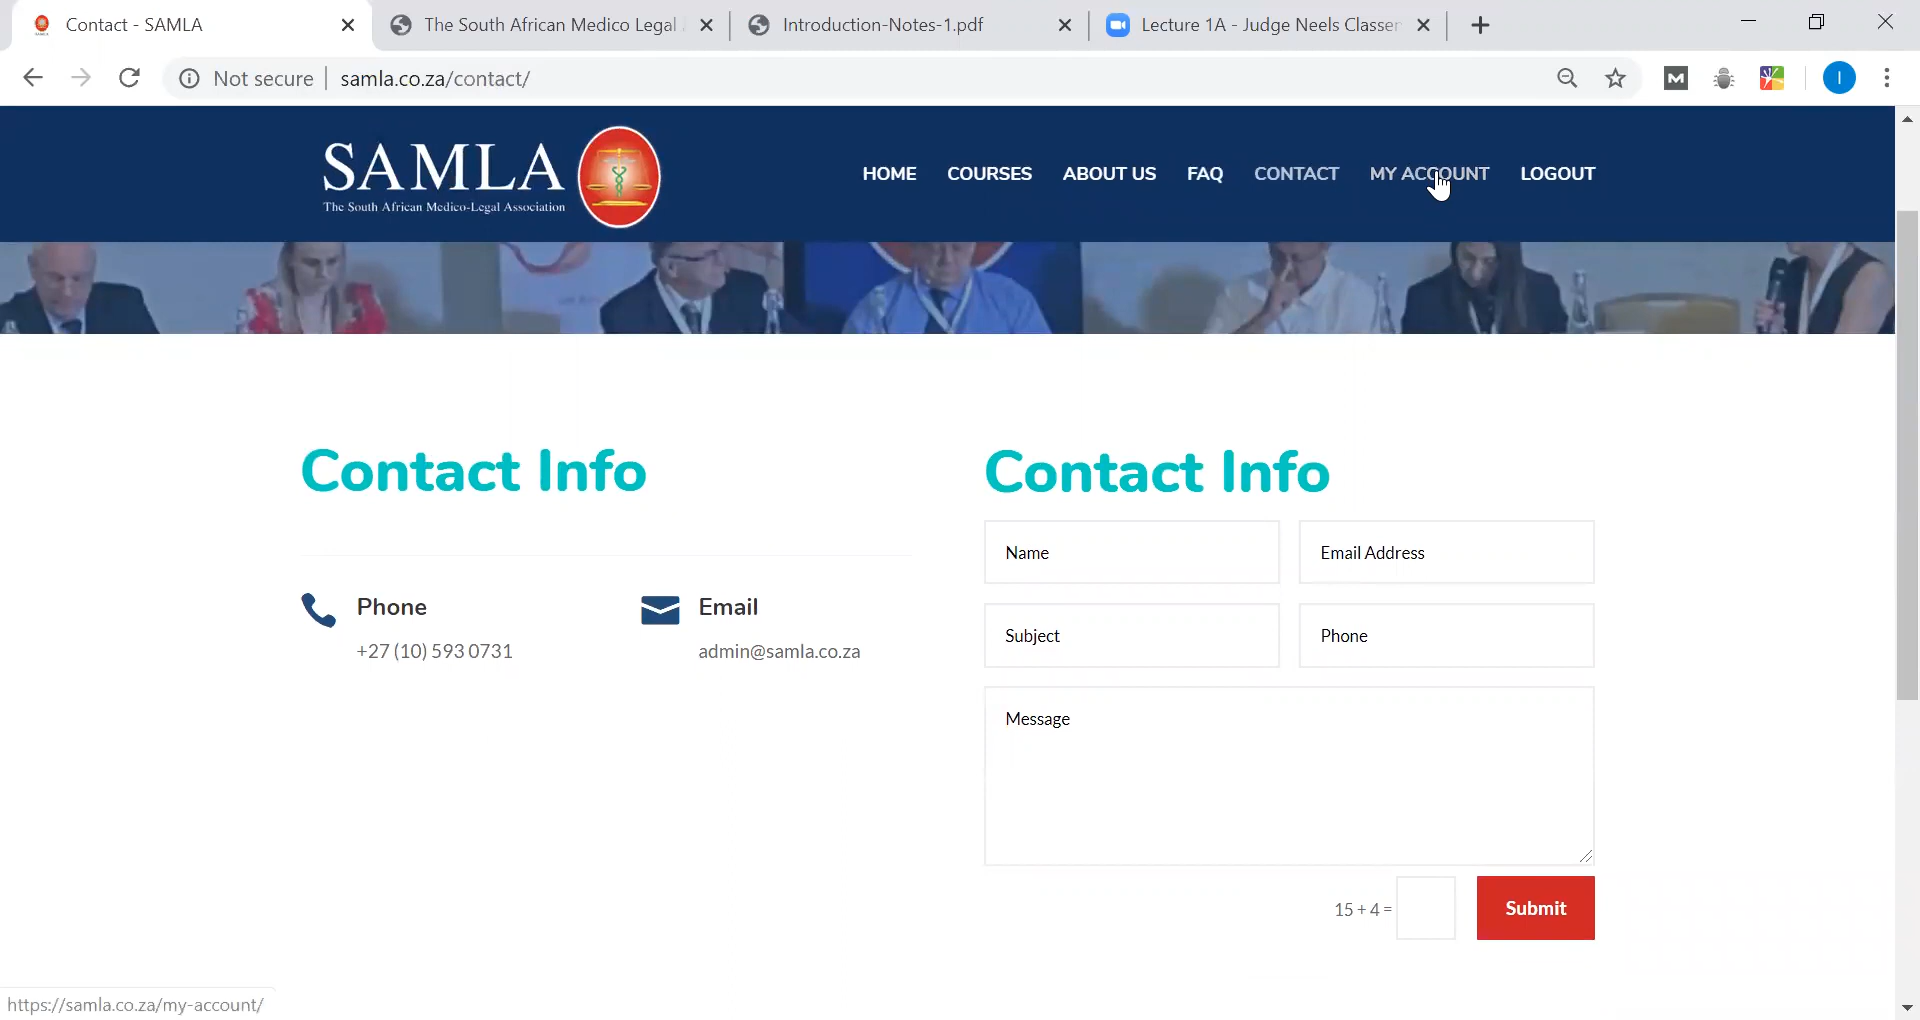 Contact - SAMLA
The South African Medico Legal
Introduction-Notes-1.pdf
Lecture 1A - Judge Neels Classen
Not secure
samla.co.za/contact/
M
I
SAMLA
The South African Medico-Legal Association
HOME COURSES ABOUT US FAQ CONTACT MY ACCOUNT LOGOUT
Contact Info
Phone
+27 (10) 593 0731
Email
admin@samla.co.za
Contact Info
Name
Email Address
Subject
Phone
Message
15 + 4 =
Submit
https://samla.co.za/my-account/